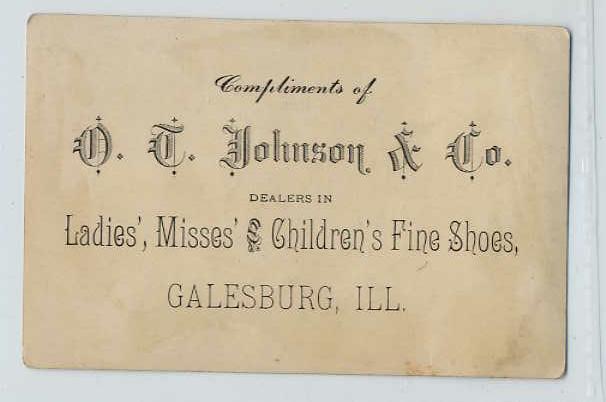 Compliments of
O. T. Johnson & Co.
DEALERS IN
Ladies', Misses' & Children's Fine Shoes,
GALESBURG, ILL.